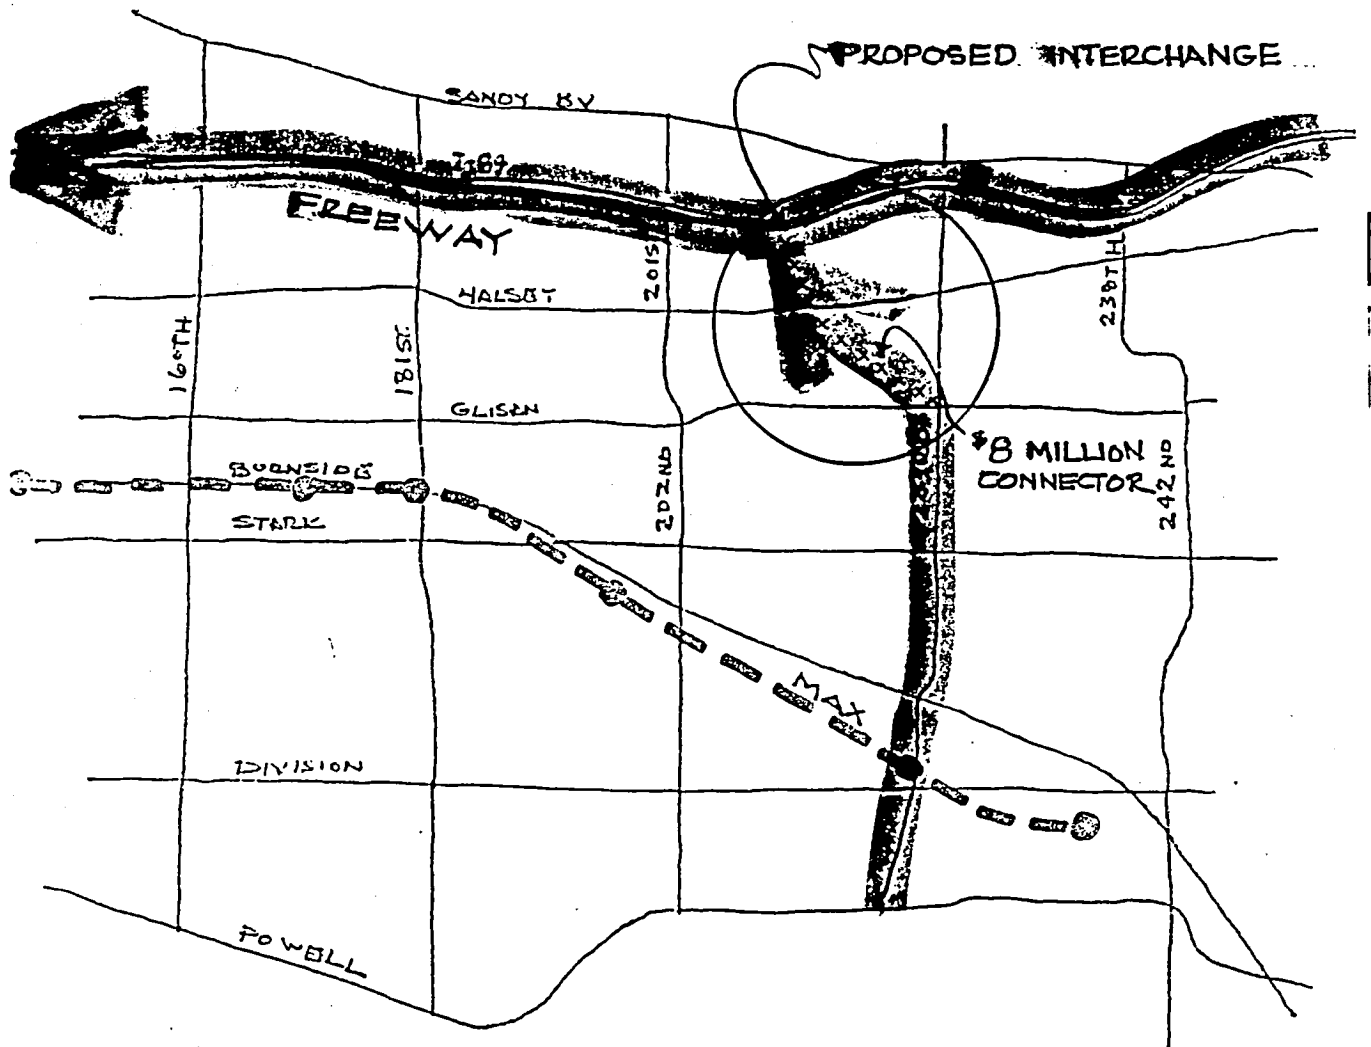 PROPOSED INTERCHANGE
SANDY BV
I-84
FREEWAY
201ST
238TH
HALSEY
160TH
181ST.
GLISAN
$8 MILLION
CONNECTOR
BURNSIDE
202ND
242ND
STARK
MAX
DIVISION
POWELL